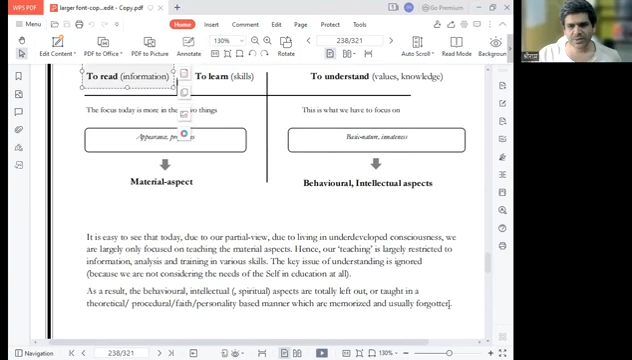 WPS PDF
larger font-cop...edit - Copy.pdf
Go Premium
Menu
Home
Insert
Comment
Edit
Page
Protect
Tools
Edit Content
PDF to Office
PDF to Picture
Annotate
130%
Rotate
238/321
Auto Scroll
Read Mode
Background
To read (information)
To learn (skills)
To understand (values, knowledge)
The focus today is more in the things
This is what we have to focus on
Basic-nature, innateness
Material-aspect
Behavioural, Intellectual aspects
It is easy to see that today, due to our partial-view, due to living in underdeveloped consciousness, we
are largely only focused on teaching the material aspects. Hence, our ‘teaching’ is largely restricted to
information, analysis and training in various skills. The key issue of understanding is ignored
(because we are not considering the needs of the Self in education at all).
As a result, the behavioural, intellectual (, spiritual) aspects are totally left out, or taught in a
theoretical/ procedural/faith/personality based manner which are memorized and usually forgotten.
Navigation
238/321
130%
श्रीराम